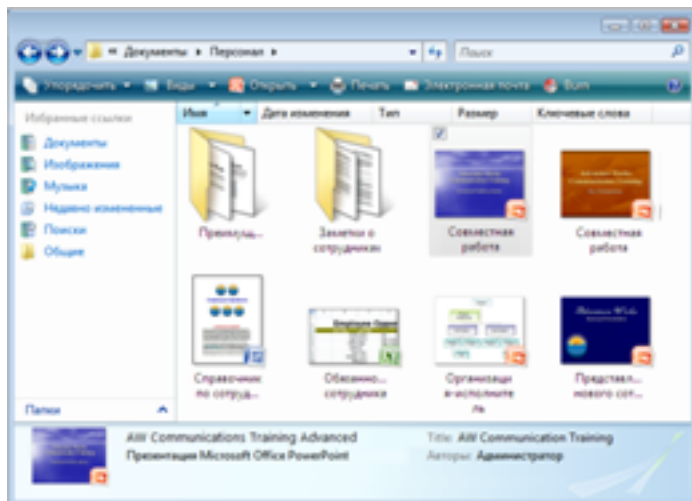 « Документы ▸ Персонал ▸
Поиск
Упорядочить Виды Открыть Печать Электронная почта Burn
Избранные ссылки
Имя Дата изменения Тип Размер Ключевые слова
Документы
Изображения
Музыка
Недавно измененные
Поиски
Общие
Преимущ...
Заметки о
сотрудниках
Совместная
работа
Совместная
работа
Employee
Справочник
по сотруд...
Обязанно...
сотрудника
Организаци
я-исполните
ль
Представл...
нового сот...
Папки
AW Communications Training Advanced
Презентация Microsoft Office PowerPoint
Title: AW Communication Training
Авторы: Администратор